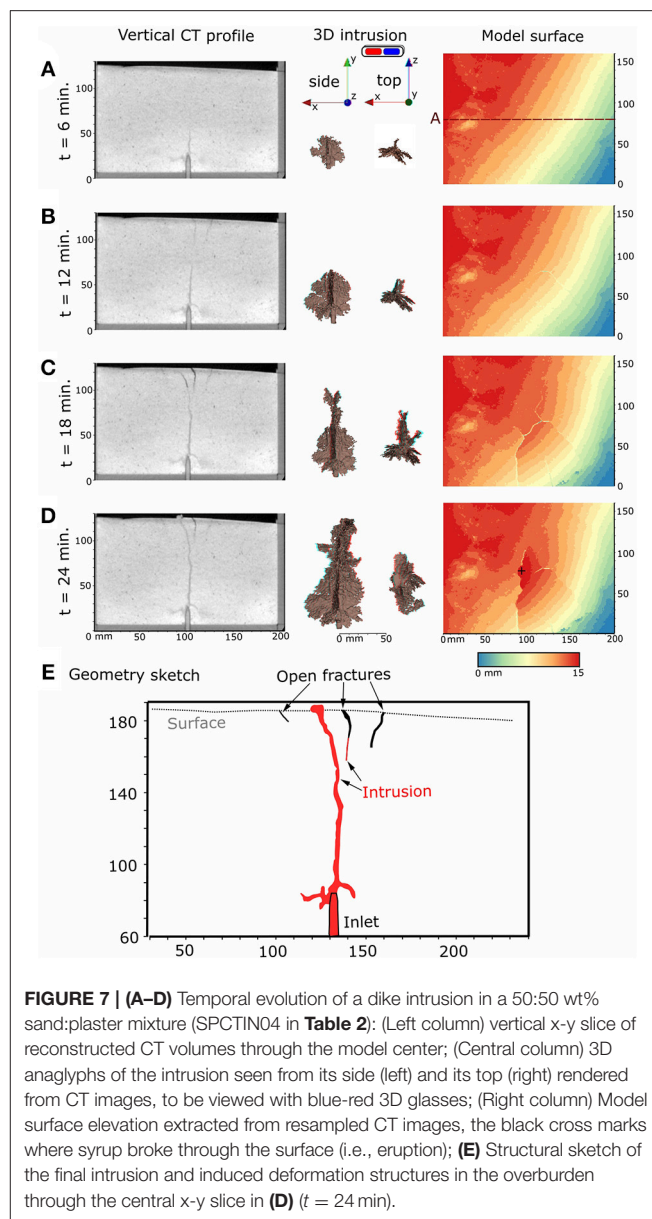 Vertical CT profile 3D intrusion Model surface
A
t = 6 min.
100
50
0
side top
y z
x z x y
A
150
100
50
0
B
t = 12 min.
100
50
0
150
100
50
0
C
t = 18 min.
100
50
0
150
100
50
0
D
t = 24 min.
100
50
0
0 mm 50 100 150 200
0 50
150
100
50
0
0 mm 50 100 150 200
0 mm 15
E Geometry sketch Open fractures
180
140
100
60
Surface
Intrusion
Inlet
50 100 150 200
FIGURE 7 | (A–D) Temporal evolution of a dike intrusion in a 50:50 wt%
sand:plaster mixture (SPCTIN04 in Table 2): (Left column) vertical x-y slice of
reconstructed CT volumes through the model center; (Central column) 3D
anaglyphs of the intrusion seen from its side (left) and its top (right) rendered
from CT images, to be viewed with blue-red 3D glasses; (Right column) Model
surface elevation extracted from resampled CT images, the black cross marks
where syrup broke through the surface (i.e., eruption); (E) Structural sketch of
the final intrusion and induced deformation structures in the overburden
through the central x-y slice in (D) (t = 24 min).